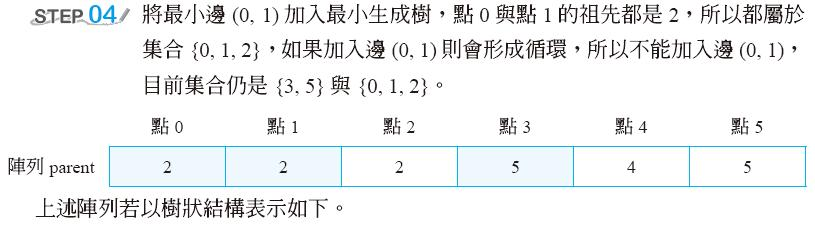 STEP 04 將最小邊 (0, 1) 加入最小生成樹，點 0 與點 1 的祖先都是 2，所以都屬於
集合 {0, 1, 2}，如果加入邊 (0, 1) 則會形成循環，所以不能加入邊 (0, 1)，
目前集合仍是 {3, 5} 與 {0, 1, 2}。
點 0 點 1 點 2 點 3 點 4 點 5
陣列 parent 2 2 2 5 4 5
上述陣列若以樹狀結構表示如下。